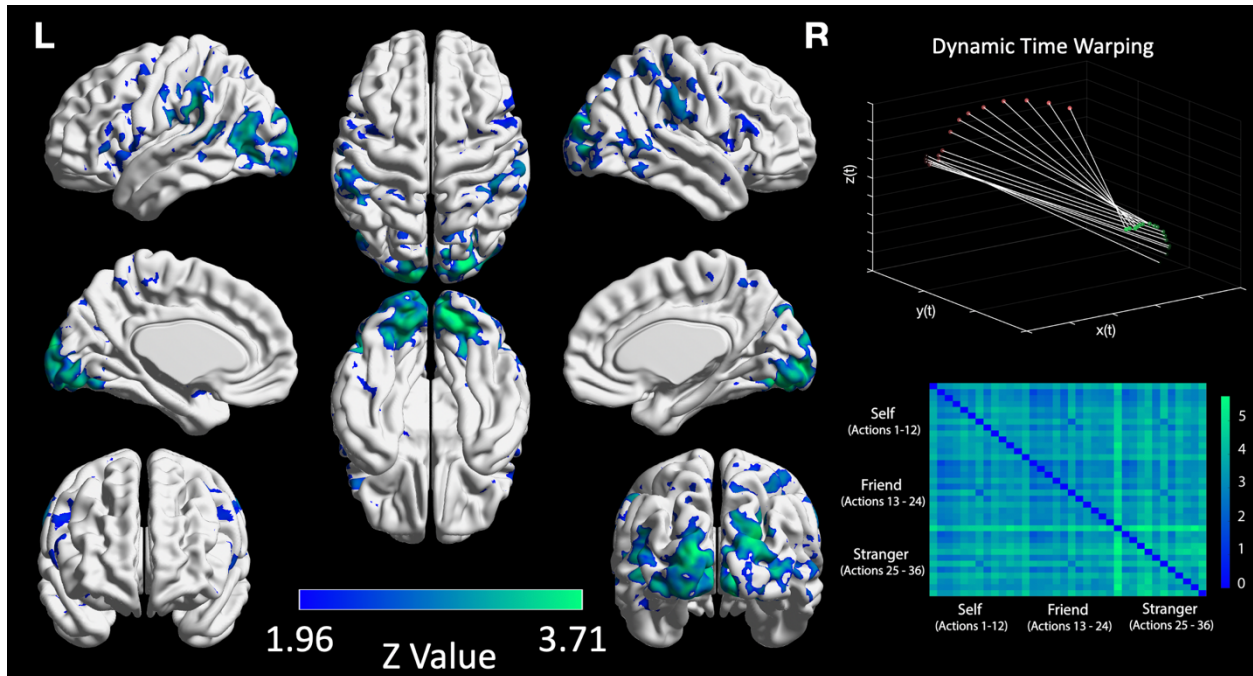 L
R
Dynamic Time Warping
z(t)
y(t)
x(t)
Self
(Actions 1-12)
Friend
(Actions 13 - 24)
Stranger
(Actions 25 - 36)
5
4
3
2
1
0
Self
(Actions 1-12)
Friend
(Actions 13 - 24)
Stranger
(Actions 25 - 36)
1.96
3.71
Z Value